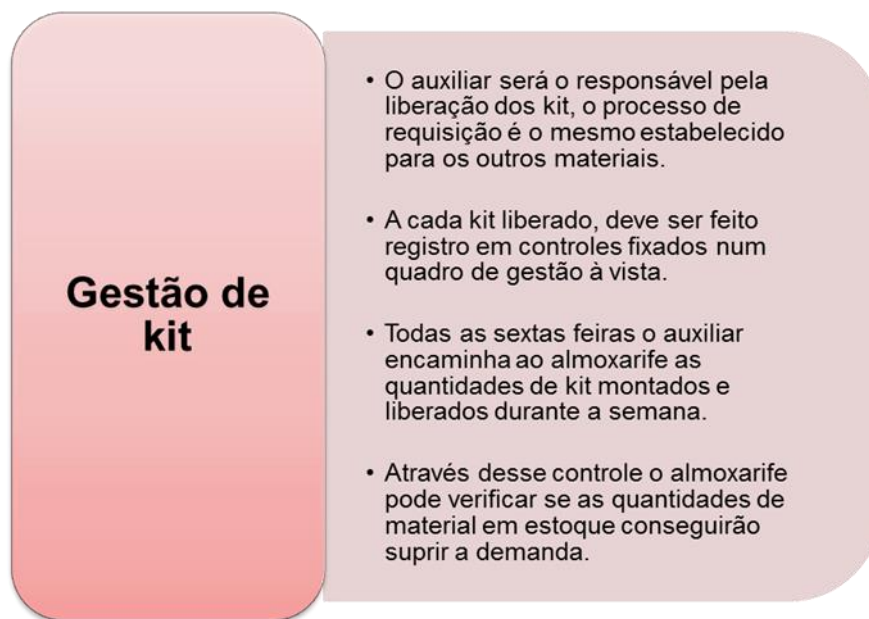 Gestão de
kit
• O auxiliar será o responsável pela
liberação dos kit, o processo de
requisição é o mesmo estabelecido
para os outros materiais.
• A cada kit liberado, deve ser feito
registro em controles fixados num
quadro de gestão à vista.
• Todas as sextas feiras o auxiliar
encaminha ao almoxarife as
quantidades de kit montados e
liberados durante a semana.
• Através desse controle o almoxarife
pode verificar se as quantidades de
material em estoque conseguirão
suprir a demanda.